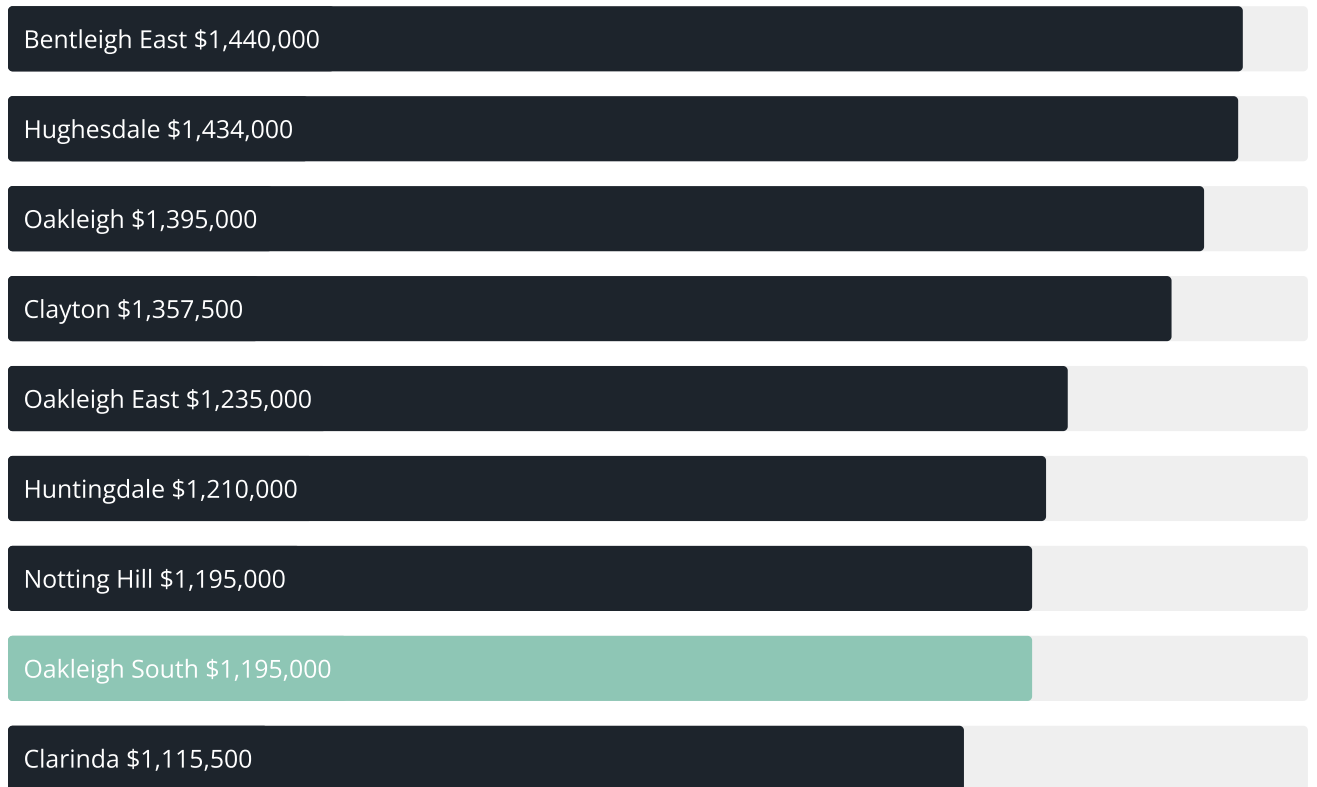 Bentleigh East $1,440,000
Hughesdale $1,434,000
Oakleigh $1,395,000
Clayton $1,357,500
Oakleigh East $1,235,000
Huntingdale $1,210,000
Notting Hill $1,195,000
Oakleigh South $1,195,000
Clarinda $1,115,500